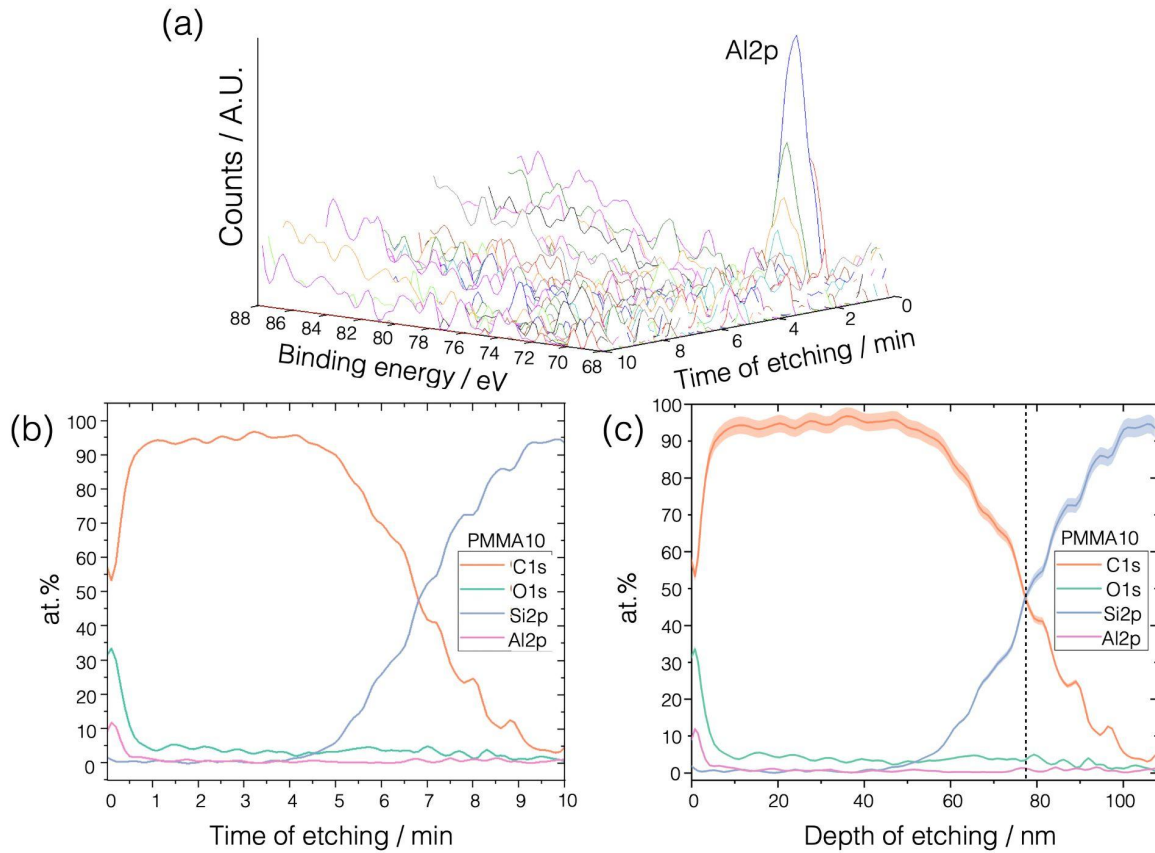 (a)
Al2p
Counts / A.U.
88 86 84 82 80 78 76 74 72 70 68
Binding energy / eV
10 8 6 4 2 0
Time of etching / min
(b)
100
90
80
70
60
50
40
30
20
10
0
at.%
PMMA10
C1s
O1s
Si2p
Al2p
0 1 2 3 4 5 6 7 8 9 10
Time of etching / min
(c)
100
90
80
70
60
50
40
30
20
10
0
at.%
PMMA10
C1s
O1s
Si2p
Al2p
0 20 40 60 80 100
Depth of etching / nm